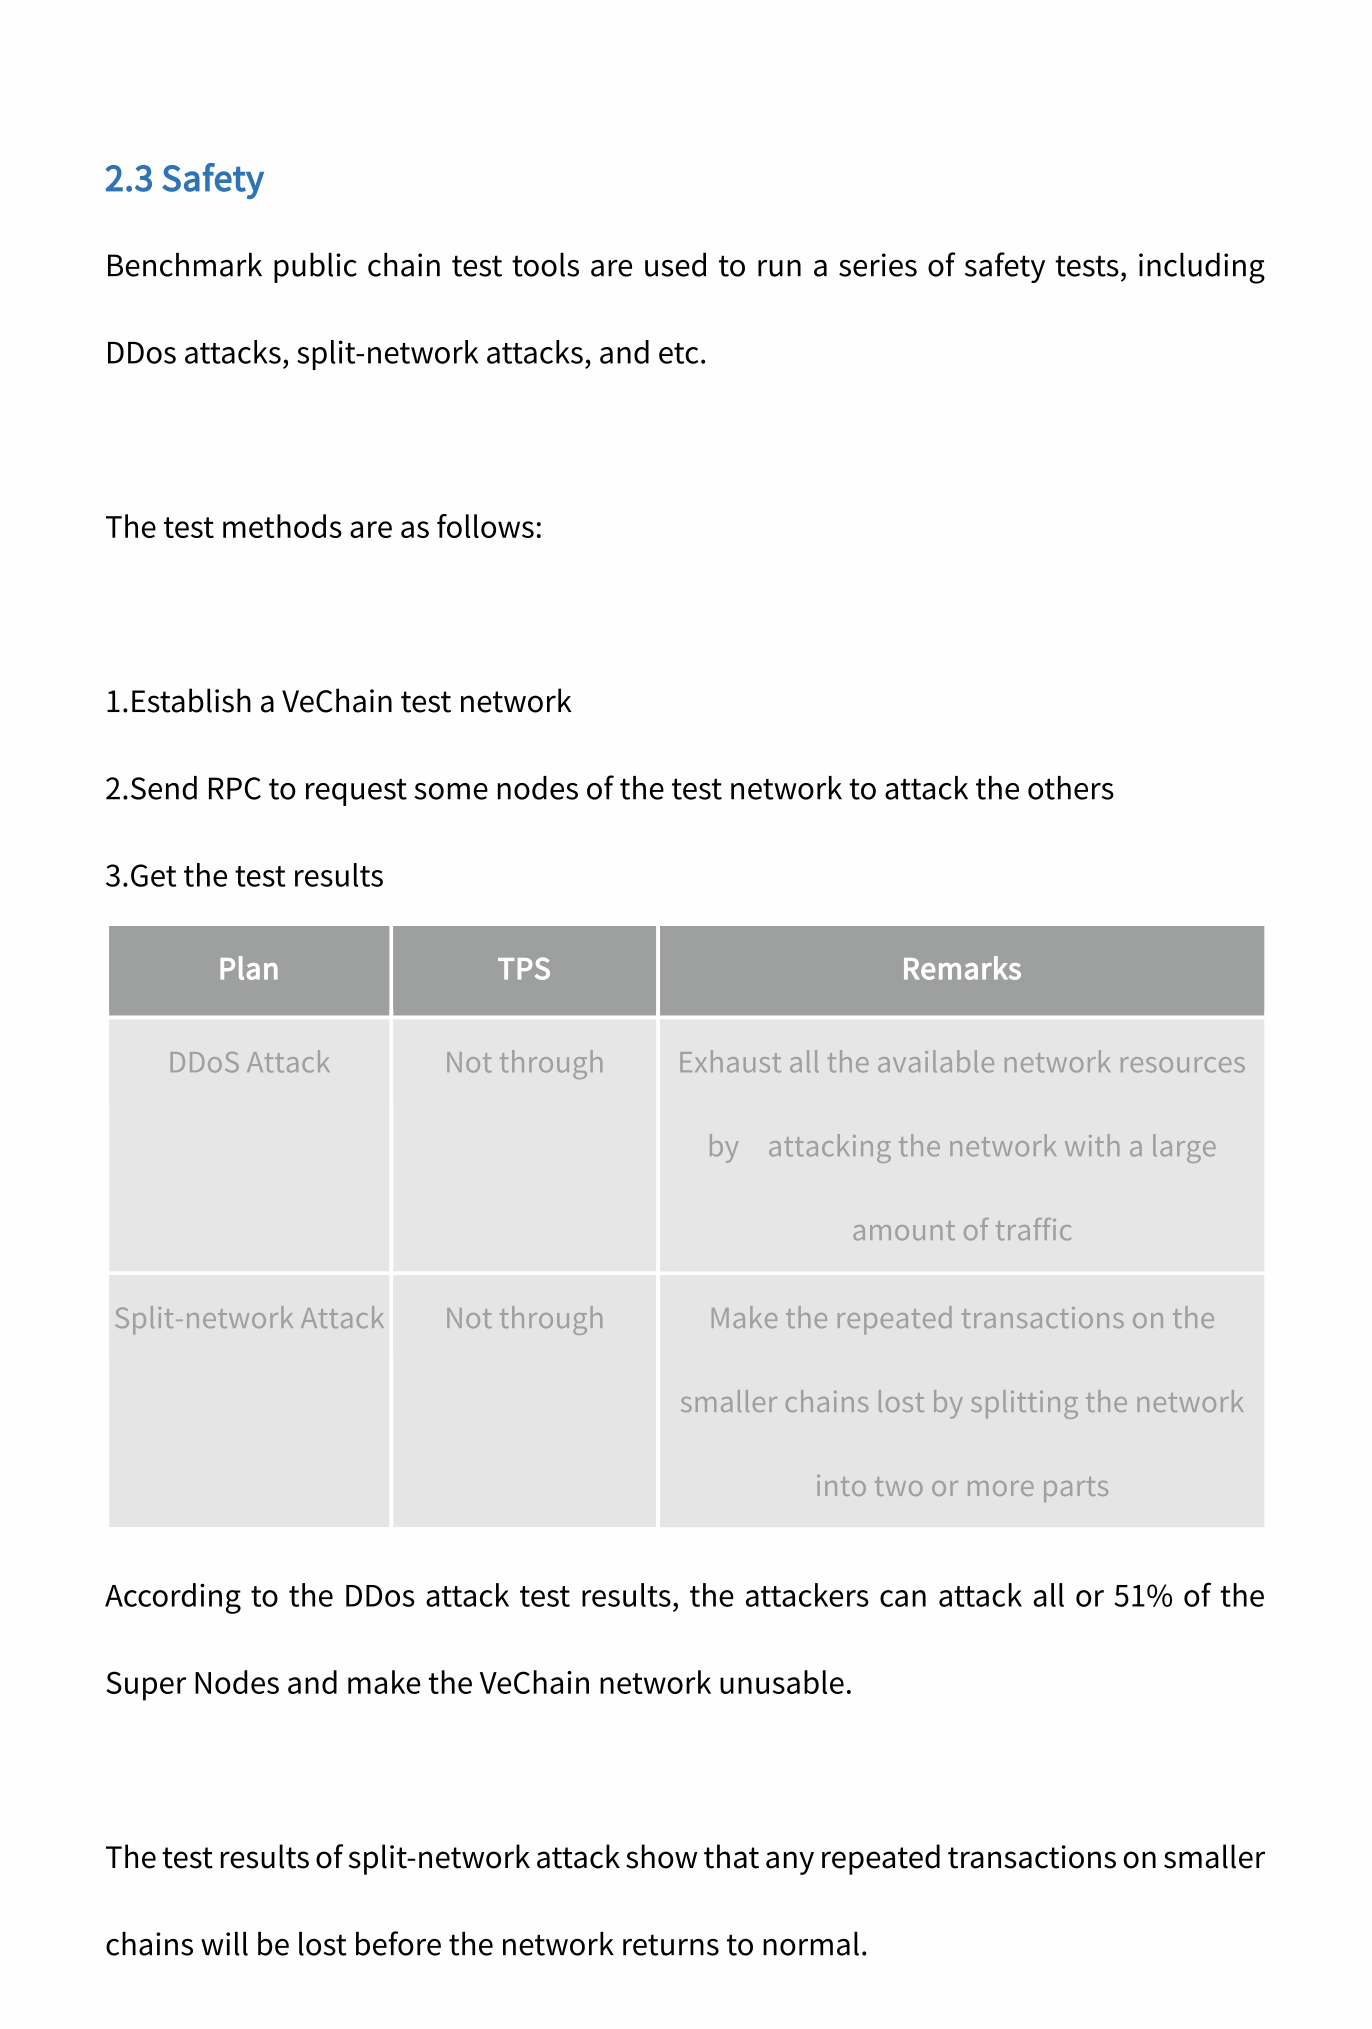 2.3 Safety
Benchmark public chain test tools are used to run a series of safety tests, including
DDos attacks, split-network attacks, and etc.
The test methods are as follows:
1.Establish a VeChain test network
2.Send RPC to request some nodes of the test network to attack the others
3.Get the test results
Plan TPS Remarks
DDoS Attack Not through Exhaust all the available network resources
by attacking the network with a large
amount of traffic
Split-network Attack Not through Make the repeated transactions on the
smaller chains lost by splitting the network
into two or more parts
According to the DDos attack test results, the attackers can attack all or 51% of the
Super Nodes and make the VeChain network unusable.
The test results of split-network attack show that any repeated transactions on smaller
chains will be lost before the network returns to normal.